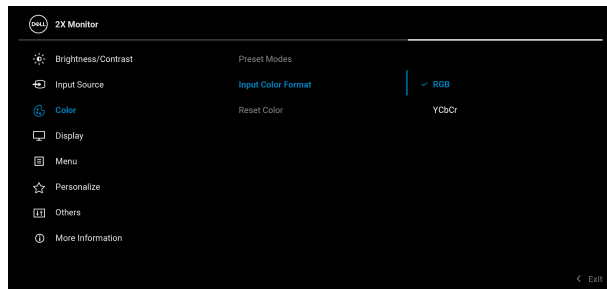 DELL 2X Monitor
Brightness/Contrast Preset Modes
Input Source Input Color Format ✓ RGB
Color Reset Color YCbCr
Display
Menu
Personalize
Others
More Information
Exit